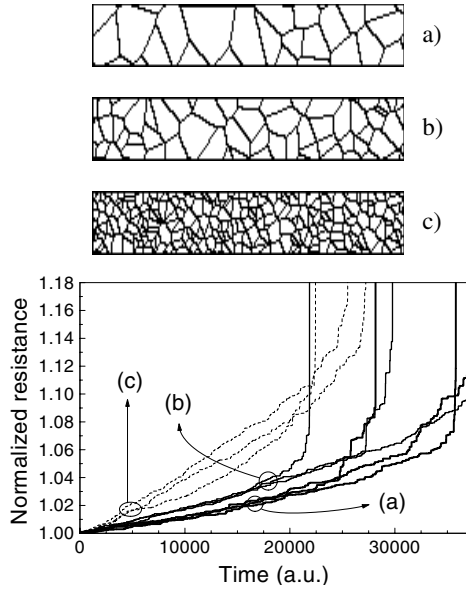 a)
b)
c)
Normalized resistance
1.18
1.16
1.14
1.12
1.10
1.08
1.06
1.04
1.02
1.00
(c)
(b)
(a)
0 10000 20000 30000
Time (a.u.)